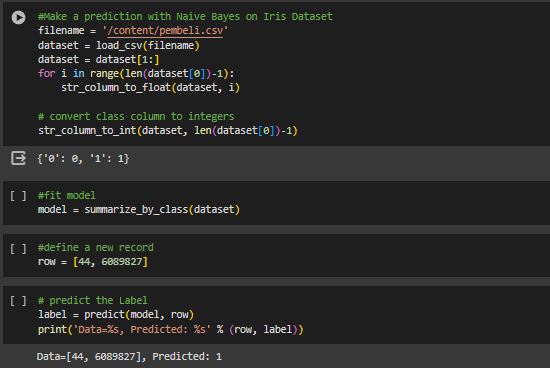 #Make a prediction with Naive Bayes on Iris Dataset
filename = '/content/pembeli.csv'
dataset = load_csv(filename)
dataset = dataset[1:]
for i in range(len(dataset[0])-1):
    str_column_to_float(dataset, i)

# convert class column to integers
str_column_to_int(dataset, len(dataset[0])-1)
{'0': 0, '1': 1}
[ ] #fit model
model = summarize_by_class(dataset)
[ ] #define a new record
row = [44, 6089827]
[ ] # predict the Label
label = predict(model, row)
print('Data=%s, Predicted: %s' % (row, label))
Data=[44, 6089827], Predicted: 1